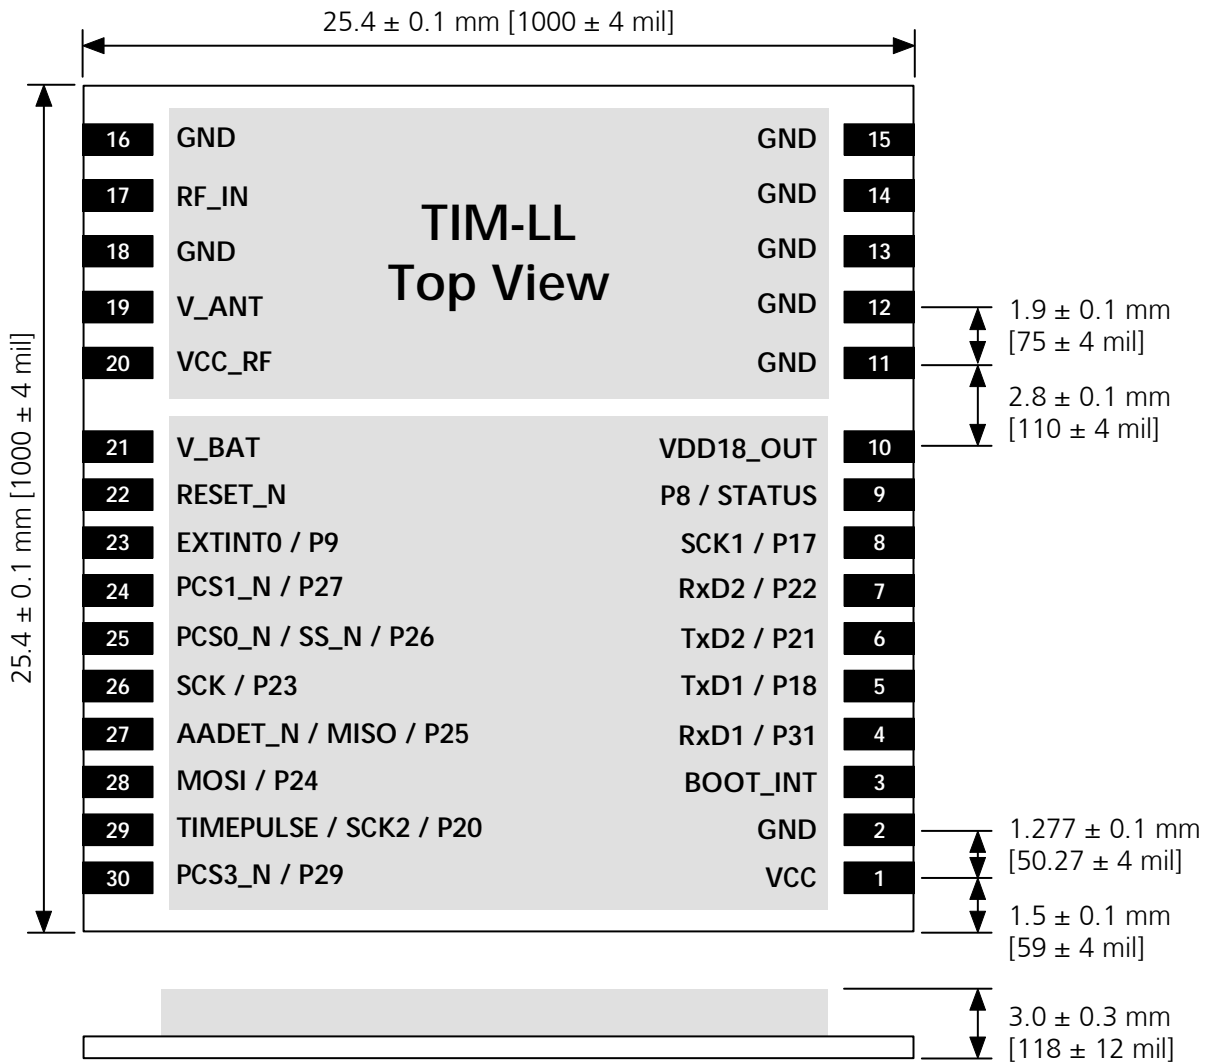 25.4 ± 0.1 mm [1000 ± 4 mil]
25.4 ± 0.1 mm [1000 ± 4 mil]
TIM-LL
Top View
16 GND
17 RF_IN
18 GND
19 V_ANT
20 VCC_RF
21 V_BAT
22 RESET_N
23 EXTINT0 / P9
24 PCS1_N / P27
25 PCS0_N / SS_N / P26
26 SCK / P23
27 AADET_N / MISO / P25
28 MOSI / P24
29 TIMEPULSE / SCK2 / P20
30 PCS3_N / P29
GND 15
GND 14
GND 13
GND 12
GND 11
VDD18_OUT 10
P8 / STATUS 9
SCK1 / P17 8
RxD2 / P22 7
TxD2 / P21 6
TxD1 / P18 5
RxD1 / P31 4
BOOT_INT 3
GND 2
VCC 1
1.9 ± 0.1 mm
[75 ± 4 mil]
2.8 ± 0.1 mm
[110 ± 4 mil]
1.277 ± 0.1 mm
[50.27 ± 4 mil]
1.5 ± 0.1 mm
[59 ± 4 mil]
3.0 ± 0.3 mm
[118 ± 12 mil]